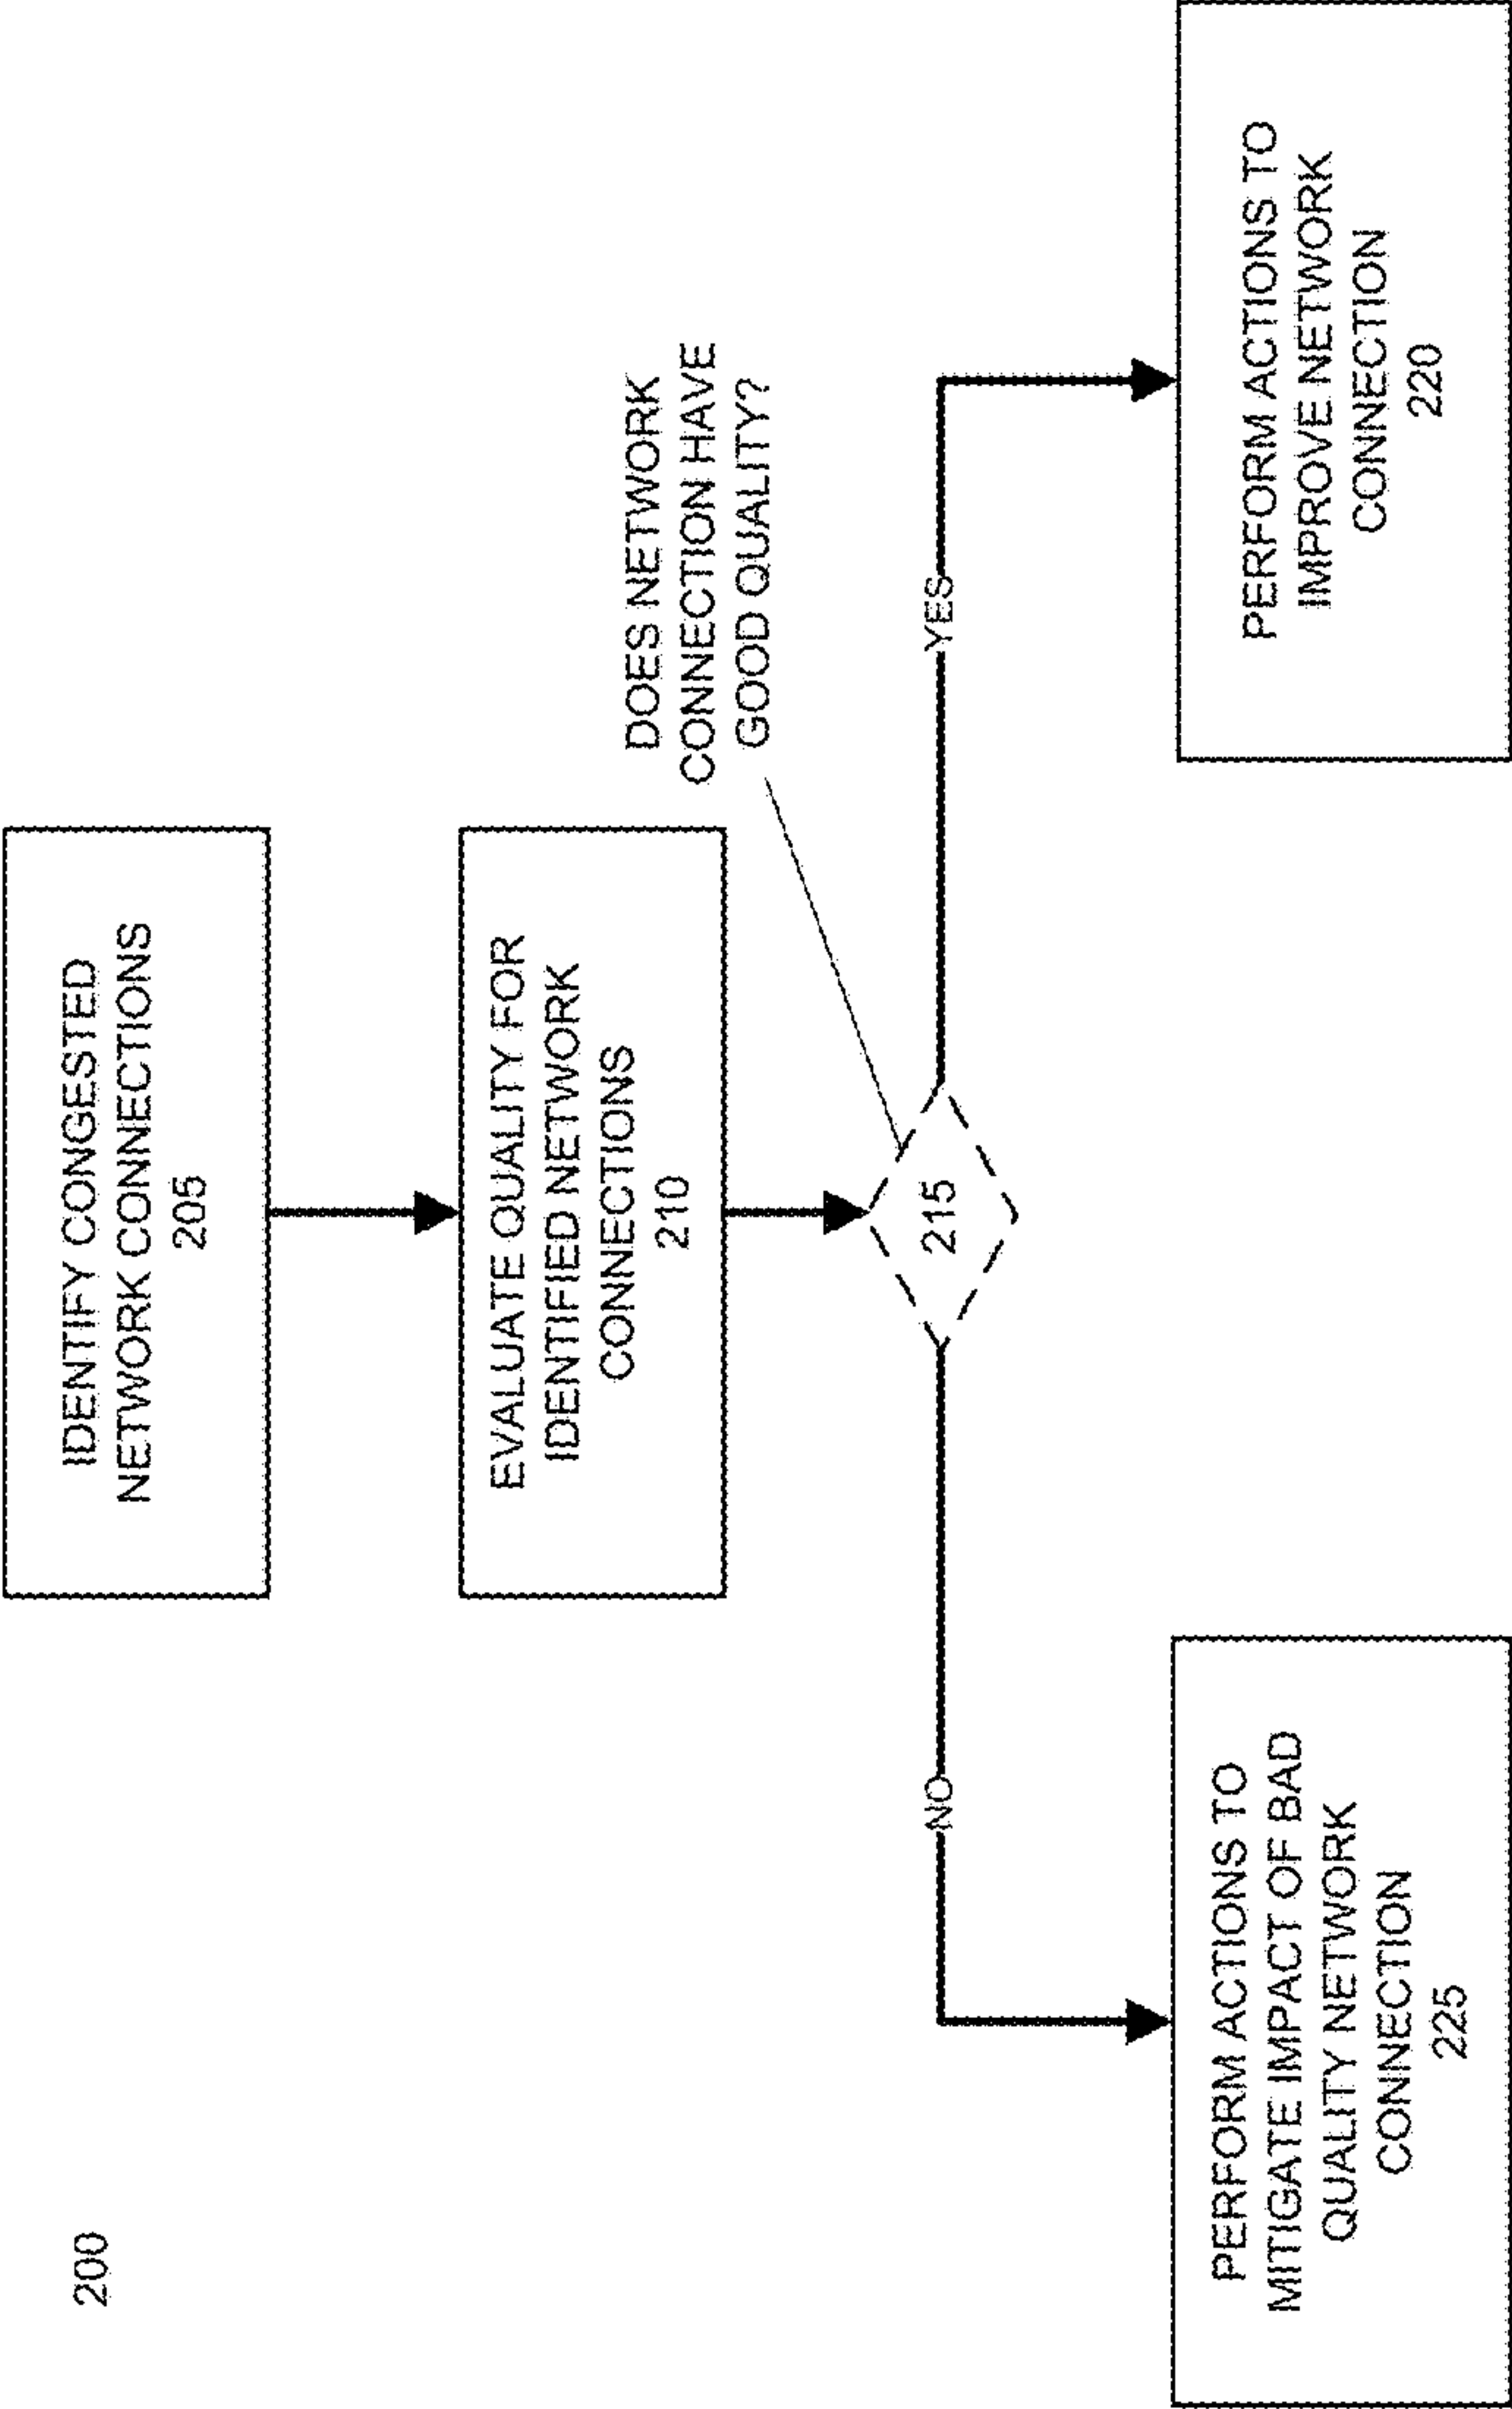 200
IDENTIFY CONGESTED
NETWORK CONNECTIONS
205
EVALUATE QUALITY FOR
IDENTIFIED NETWORK
CONNECTIONS
210
DOES NETWORK
CONNECTION HAVE
GOOD QUALITY?
215
NO
YES
PERFORM ACTIONS TO
MITIGATE IMPACT OF BAD
QUALITY NETWORK
CONNECTION
225
PERFORM ACTIONS TO
IMPROVE NETWORK
CONNECTION
220